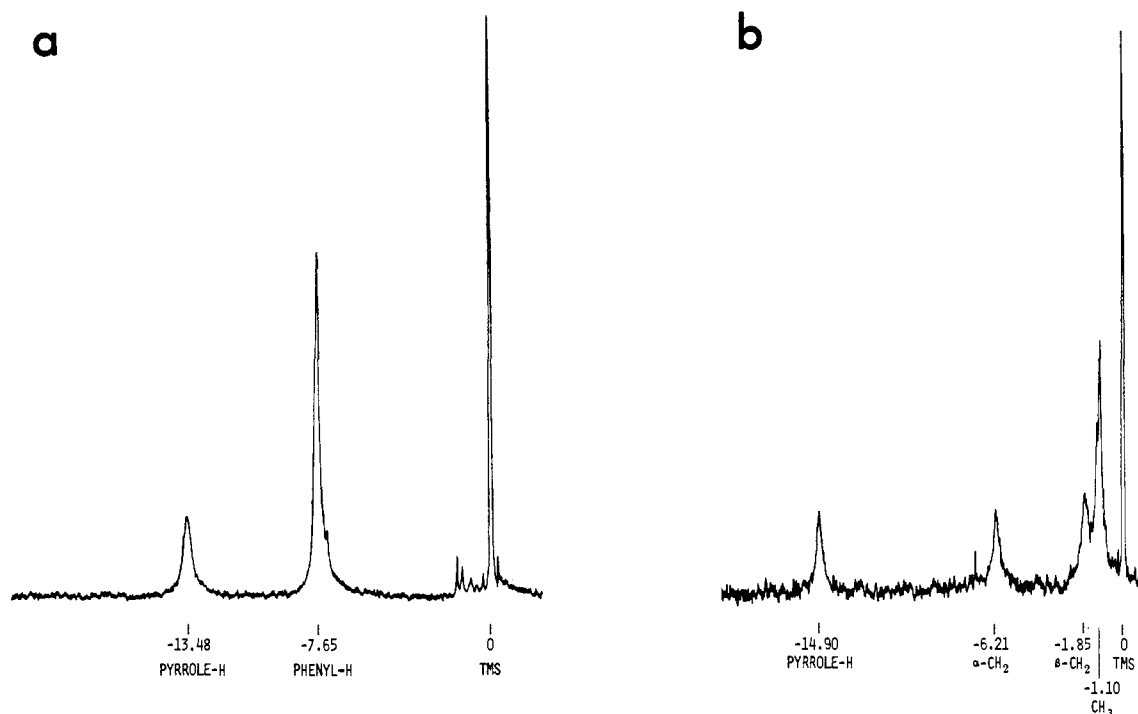 a
-13.48
PYRROLE-H
-7.65
PHENYL-H
0
TMS
b
-14.90
PYRROLE-H
-6.21
α-CH₂
-1.85
β-CH₂
-1.10
CH₃
0
TMS